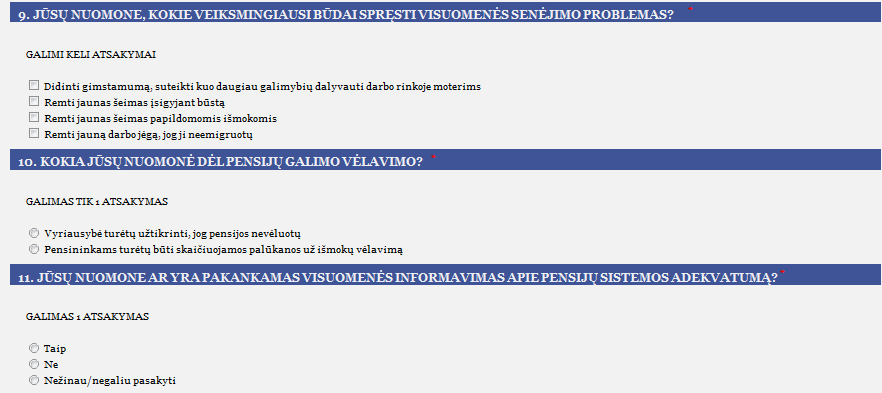 9. JŪSŲ NUOMONE, KOKIE VEIKSMINGIAUSI BŪDAI SPRĘSTI VISUOMENĖS SENĖJIMO PROBLEMAS? *
GALIMI KELI ATSAKYMAI
Didinti gimstamumą, suteikti kuo daugiau galimybių dalyvauti darbo rinkoje moterims
Remti jaunas šeimas įsigyjant būstą
Remti jaunas šeimas papildomomis išmokomis
Remti jauną darbo jėgą, jog ji neemigruotų
10. KOKIA JŪSŲ NUOMONĖ DĖL PENSIJŲ GALIMO VĖLAVIMO? *
GALIMAS TIK 1 ATSAKYMAS
Vyriausybė turėtų užtikrinti, jog pensijos nevėluotų
Pensininkams turėtų būti skaičiuojamos palūkanos už išmokų vėlavimą
11. JŪSŲ NUOMONE AR YRA PAKANKAMAS VISUOMENĖS INFORMAVIMAS APIE PENSIJŲ SISTEMOS ADEKVATUMĄ? *
GALIMAS 1 ATSAKYMAS
Taip
Ne
Nežinau/negaliu pasakyti